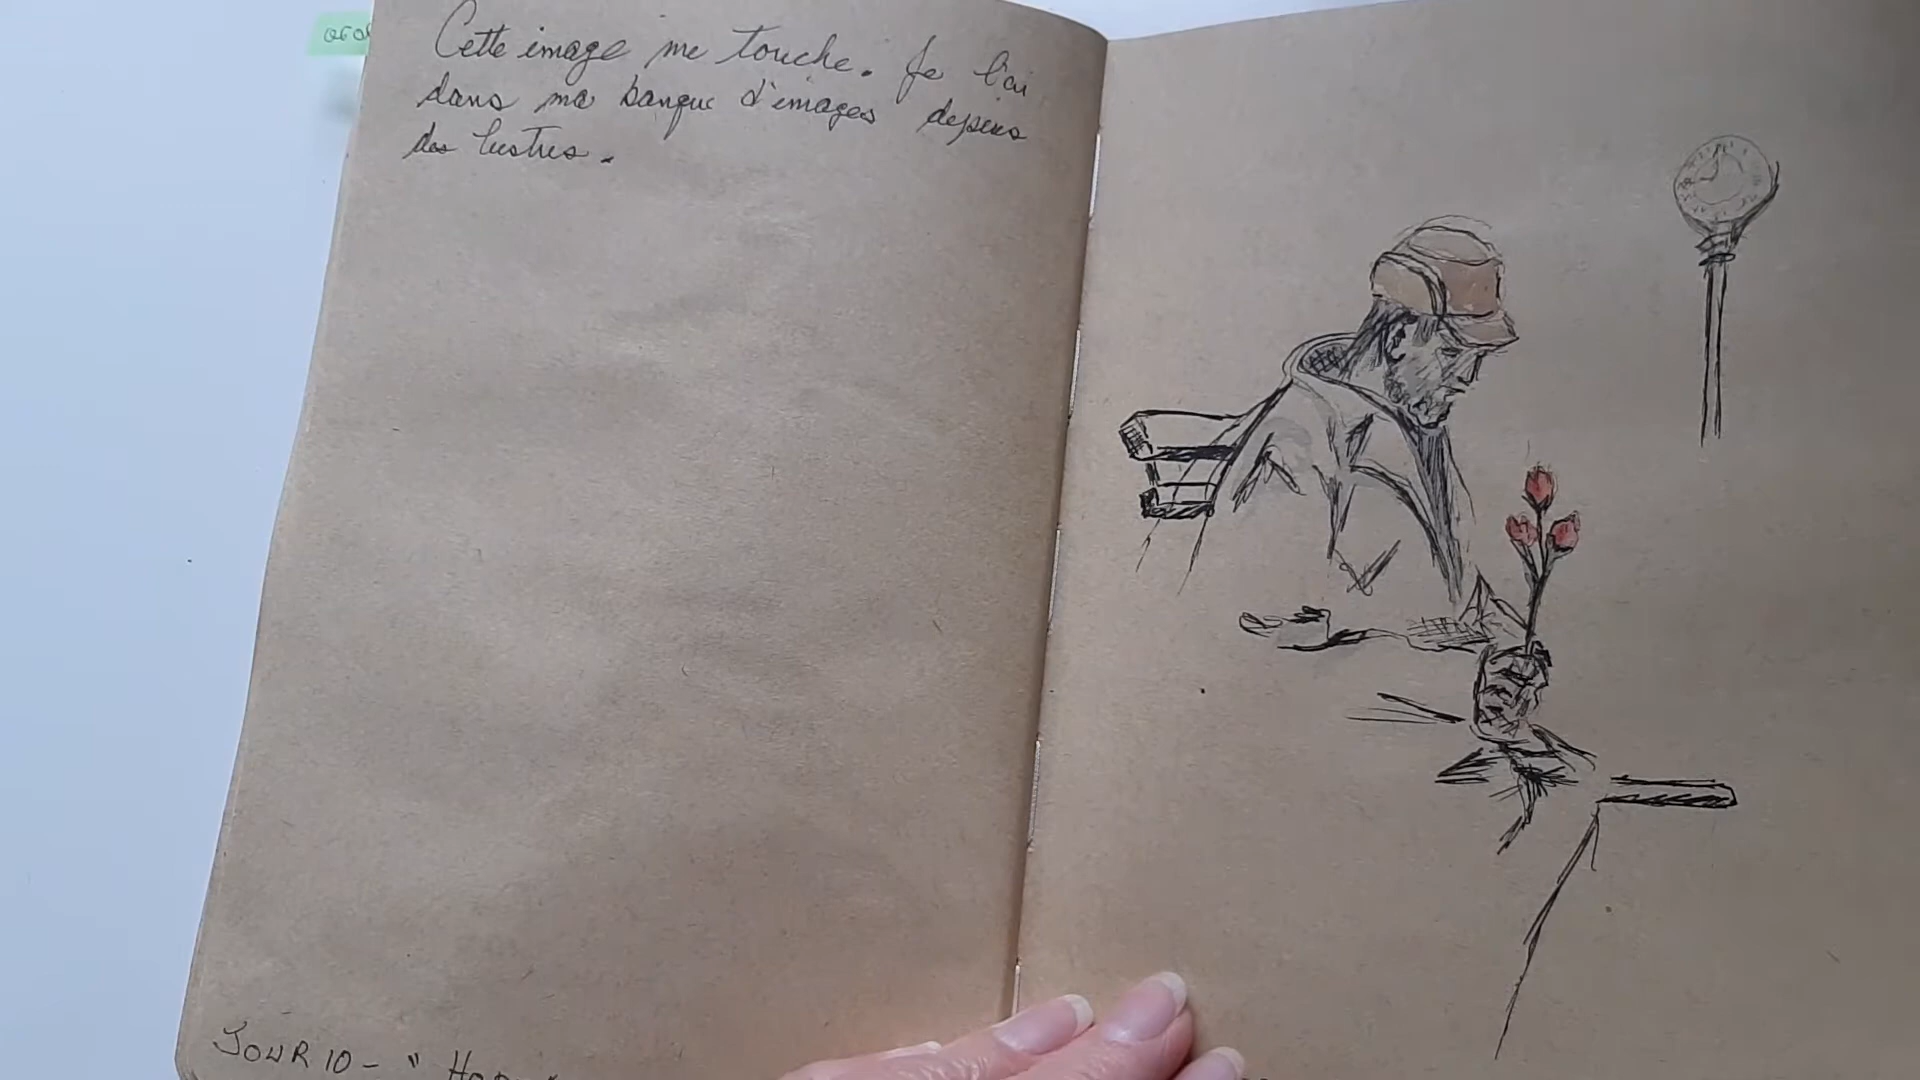 Cette image me touche. Je l'ai
dans ma banque d'images depuis
des lustres.
JOUR 10 - "